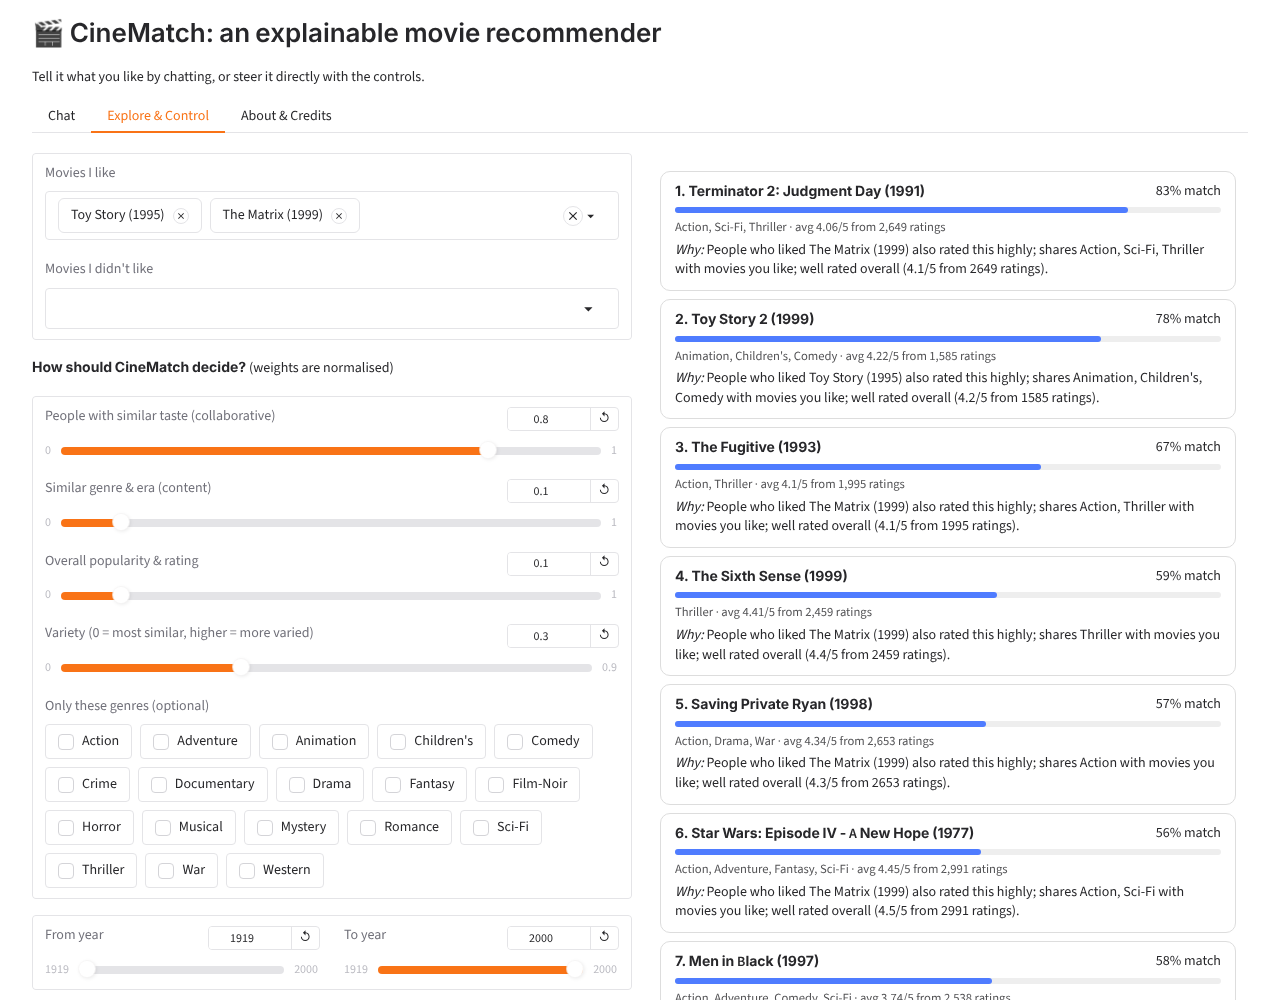 🎬 CineMatch: an explainable movie recommender
Tell it what you like by chatting, or steer it directly with the controls.
Chat
Explore & Control
About & Credits
Movies I like
Toy Story (1995) ×
The Matrix (1999) ×
Movies I didn't like
How should CineMatch decide? (weights are normalised)
People with similar taste (collaborative)
0.8
0
1
Similar genre & era (content)
0.1
0
1
Overall popularity & rating
0.1
0
1
Variety (0 = most similar, higher = more varied)
0.3
0
0.9
Only these genres (optional)
Action
Adventure
Animation
Children's
Comedy
Crime
Documentary
Drama
Fantasy
Film-Noir
Horror
Musical
Mystery
Romance
Sci-Fi
Thriller
War
Western
From year
1919
1919
2000
To year
2000
1919
2000
1. Terminator 2: Judgment Day (1991)
83% match
Action, Sci-Fi, Thriller · avg 4.06/5 from 2,649 ratings
Why: People who liked The Matrix (1999) also rated this highly; shares Action, Sci-Fi, Thriller
with movies you like; well rated overall (4.1/5 from 2649 ratings).
2. Toy Story 2 (1999)
78% match
Animation, Children's, Comedy · avg 4.22/5 from 1,585 ratings
Why: People who liked Toy Story (1995) also rated this highly; shares Animation, Children's,
Comedy with movies you like; well rated overall (4.2/5 from 1585 ratings).
3. The Fugitive (1993)
67% match
Action, Thriller · avg 4.1/5 from 1,995 ratings
Why: People who liked The Matrix (1999) also rated this highly; shares Action, Thriller with
movies you like; well rated overall (4.1/5 from 1995 ratings).
4. The Sixth Sense (1999)
59% match
Thriller · avg 4.41/5 from 2,459 ratings
Why: People who liked The Matrix (1999) also rated this highly; shares Thriller with movies you
like; well rated overall (4.4/5 from 2459 ratings).
5. Saving Private Ryan (1998)
57% match
Action, Drama, War · avg 4.34/5 from 2,653 ratings
Why: People who liked The Matrix (1999) also rated this highly; shares Action with movies you
like; well rated overall (4.3/5 from 2653 ratings).
6. Star Wars: Episode IV - A New Hope (1977)
56% match
Action, Adventure, Fantasy, Sci-Fi · avg 4.45/5 from 2,991 ratings
Why: People who liked The Matrix (1999) also rated this highly; shares Action, Sci-Fi with
movies you like; well rated overall (4.5/5 from 2991 ratings).
7. Men in Black (1997)
58% match
Action, Adventure, Comedy, Sci-Fi · avg 3.74/5 from 2,538 ratings